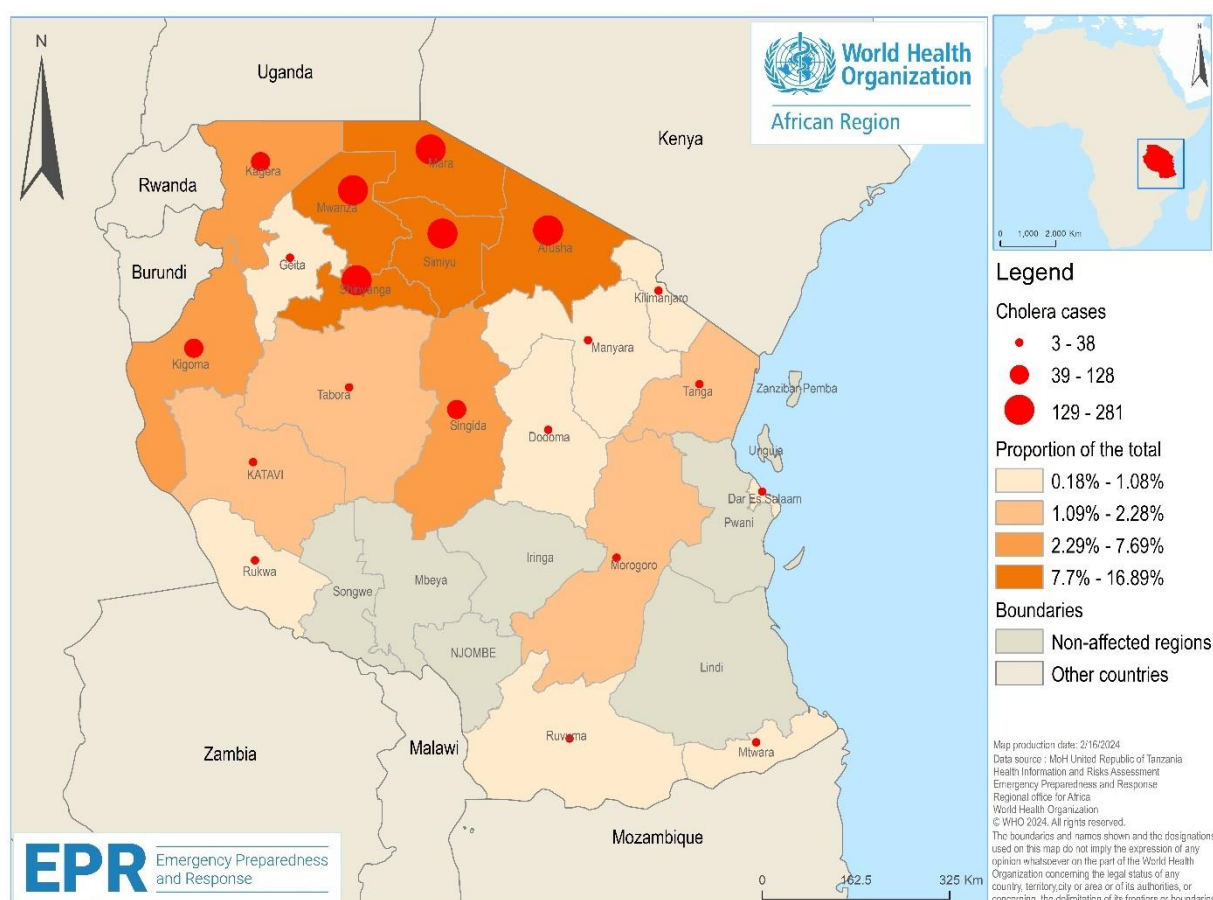 N
Uganda
World Health
Organization
African Region
Kenya
Rwanda
Burundi
Kagera
Mara
Mwanza
Simiyu
Arusha
Geita
Shinyanga
Kilimanjaro
Kigoma
Manyara
Tabora
Singida
Tanga
Zanzibar-Pemba
Dodoma
Unguja
KATAVI
Dar Es Salaam
Pwani
Rukwa
Iringa
Morogoro
Songwe
Mbeya
NJOMBE
Lindi
Ruvuma
Mtwara
Zambia
Malawi
Mozambique
EPR Emergency Preparedness
and Response
0 162.5 325 Km
N
0 1,000 2,000 Km
Legend
Cholera cases
3 - 38
39 - 128
129 - 281
Proportion of the total
0.18% - 1.08%
1.09% - 2.28%
2.29% - 7.69%
7.7% - 16.89%
Boundaries
Non-affected regions
Other countries
Map production date: 2/16/2024
Data source : MoH United Republic of Tanzania
Health Information and Risks Assessment
Emergency Preparedness and Response
Regional office for Africa
World Health Organization
© WHO 2024. All rights reserved.
The boundaries and names shown and the designations
used on this map do not imply the expression of any
opinion whatsoever on the part of the World Health
Organization concerning the legal status of any
country, territory,city or area or of its authorities, or
concerning, the delimitation of its frontiers or boundaries